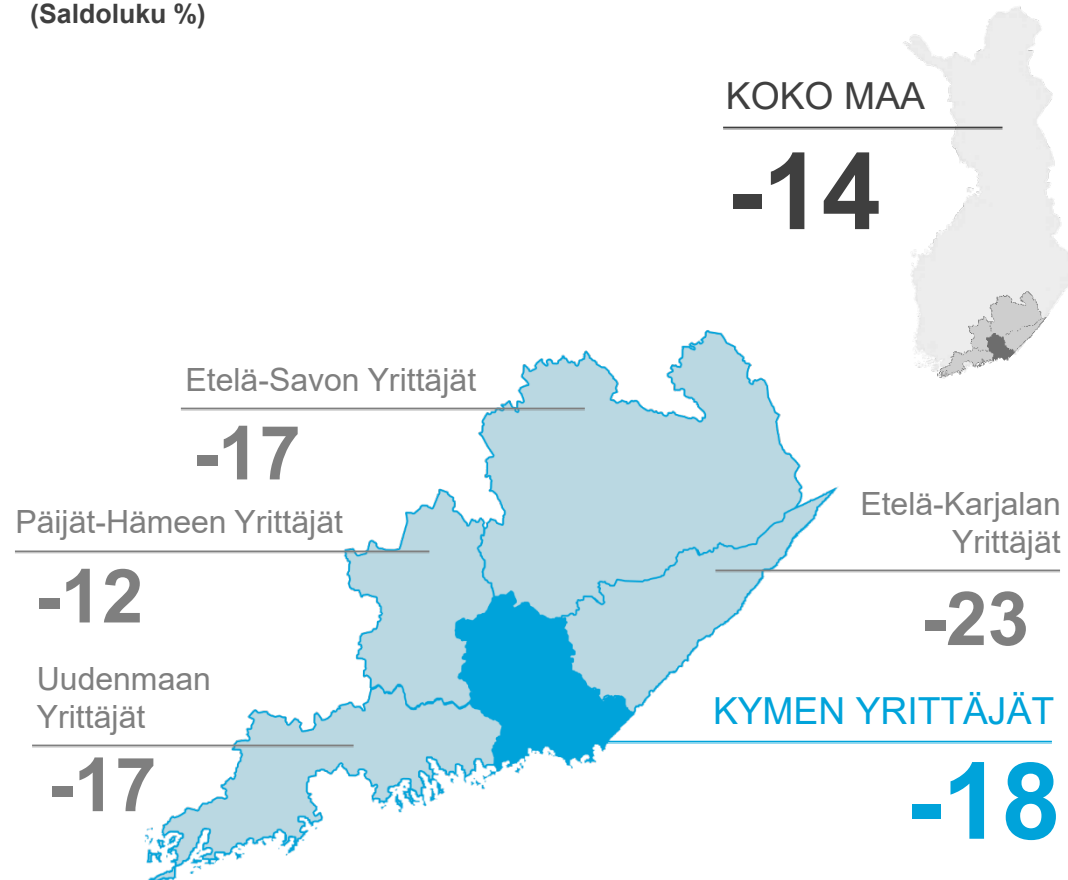 (Saldoluku %)
KOKO MAA
-14
Etelä-Savon Yrittäjät
-17
Päijät-Hämeen Yrittäjät
-12
Etelä-Karjalan
Yrittäjät
-23
Uudenmaan
Yrittäjät
-17
KYMEN YRITTÄJÄT
-18